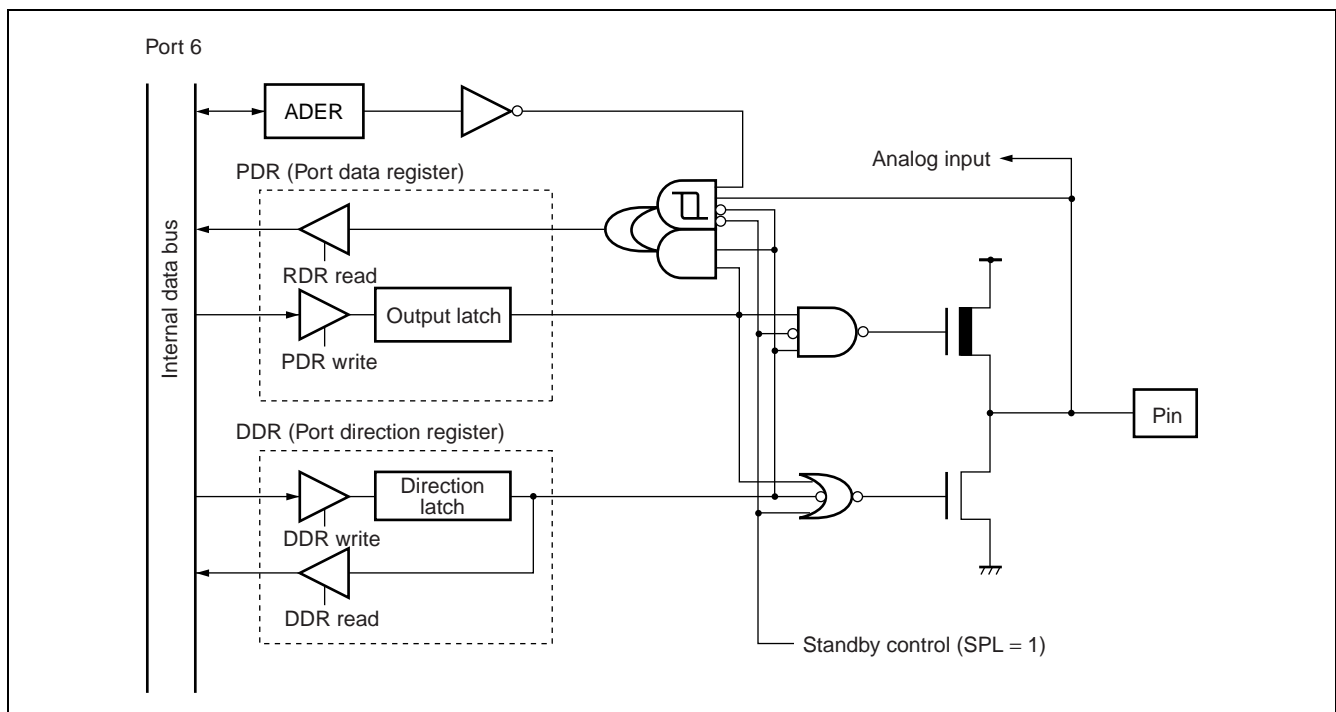 Port 6
ADER
Analog input
PDR (Port data register)
Internal data bus
RDR read
Output latch
PDR write
Pin
DDR (Port direction register)
Direction
latch
DDR write
DDR read
Standby control (SPL = 1)